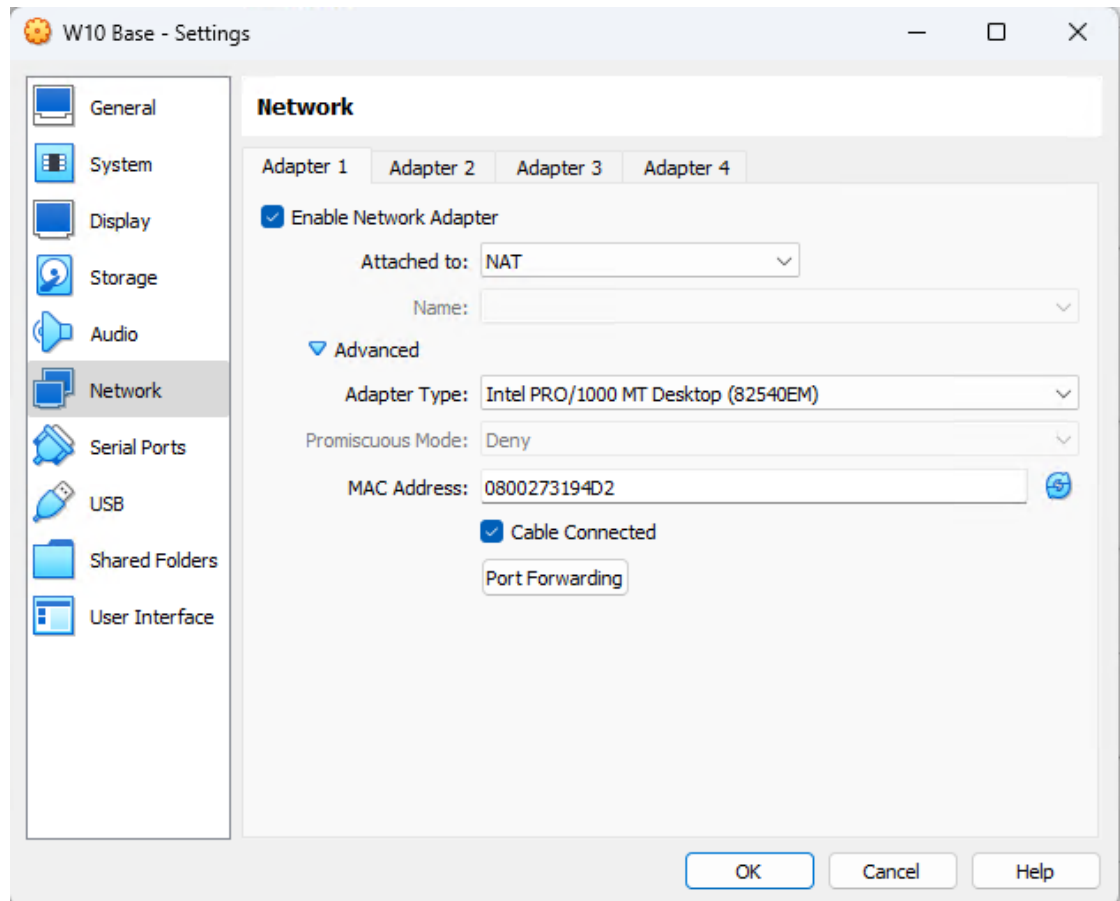 W10 Base - Settings
General
System
Display
Storage
Audio
Network
Serial Ports
USB
Shared Folders
User Interface
Network
Adapter 1 Adapter 2 Adapter 3 Adapter 4
Enable Network Adapter
Attached to: NAT
Name:
Advanced
Adapter Type: Intel PRO/1000 MT Desktop (82540EM)
Promiscuous Mode: Deny
MAC Address: 0800273194D2
Cable Connected
Port Forwarding
OK Cancel Help